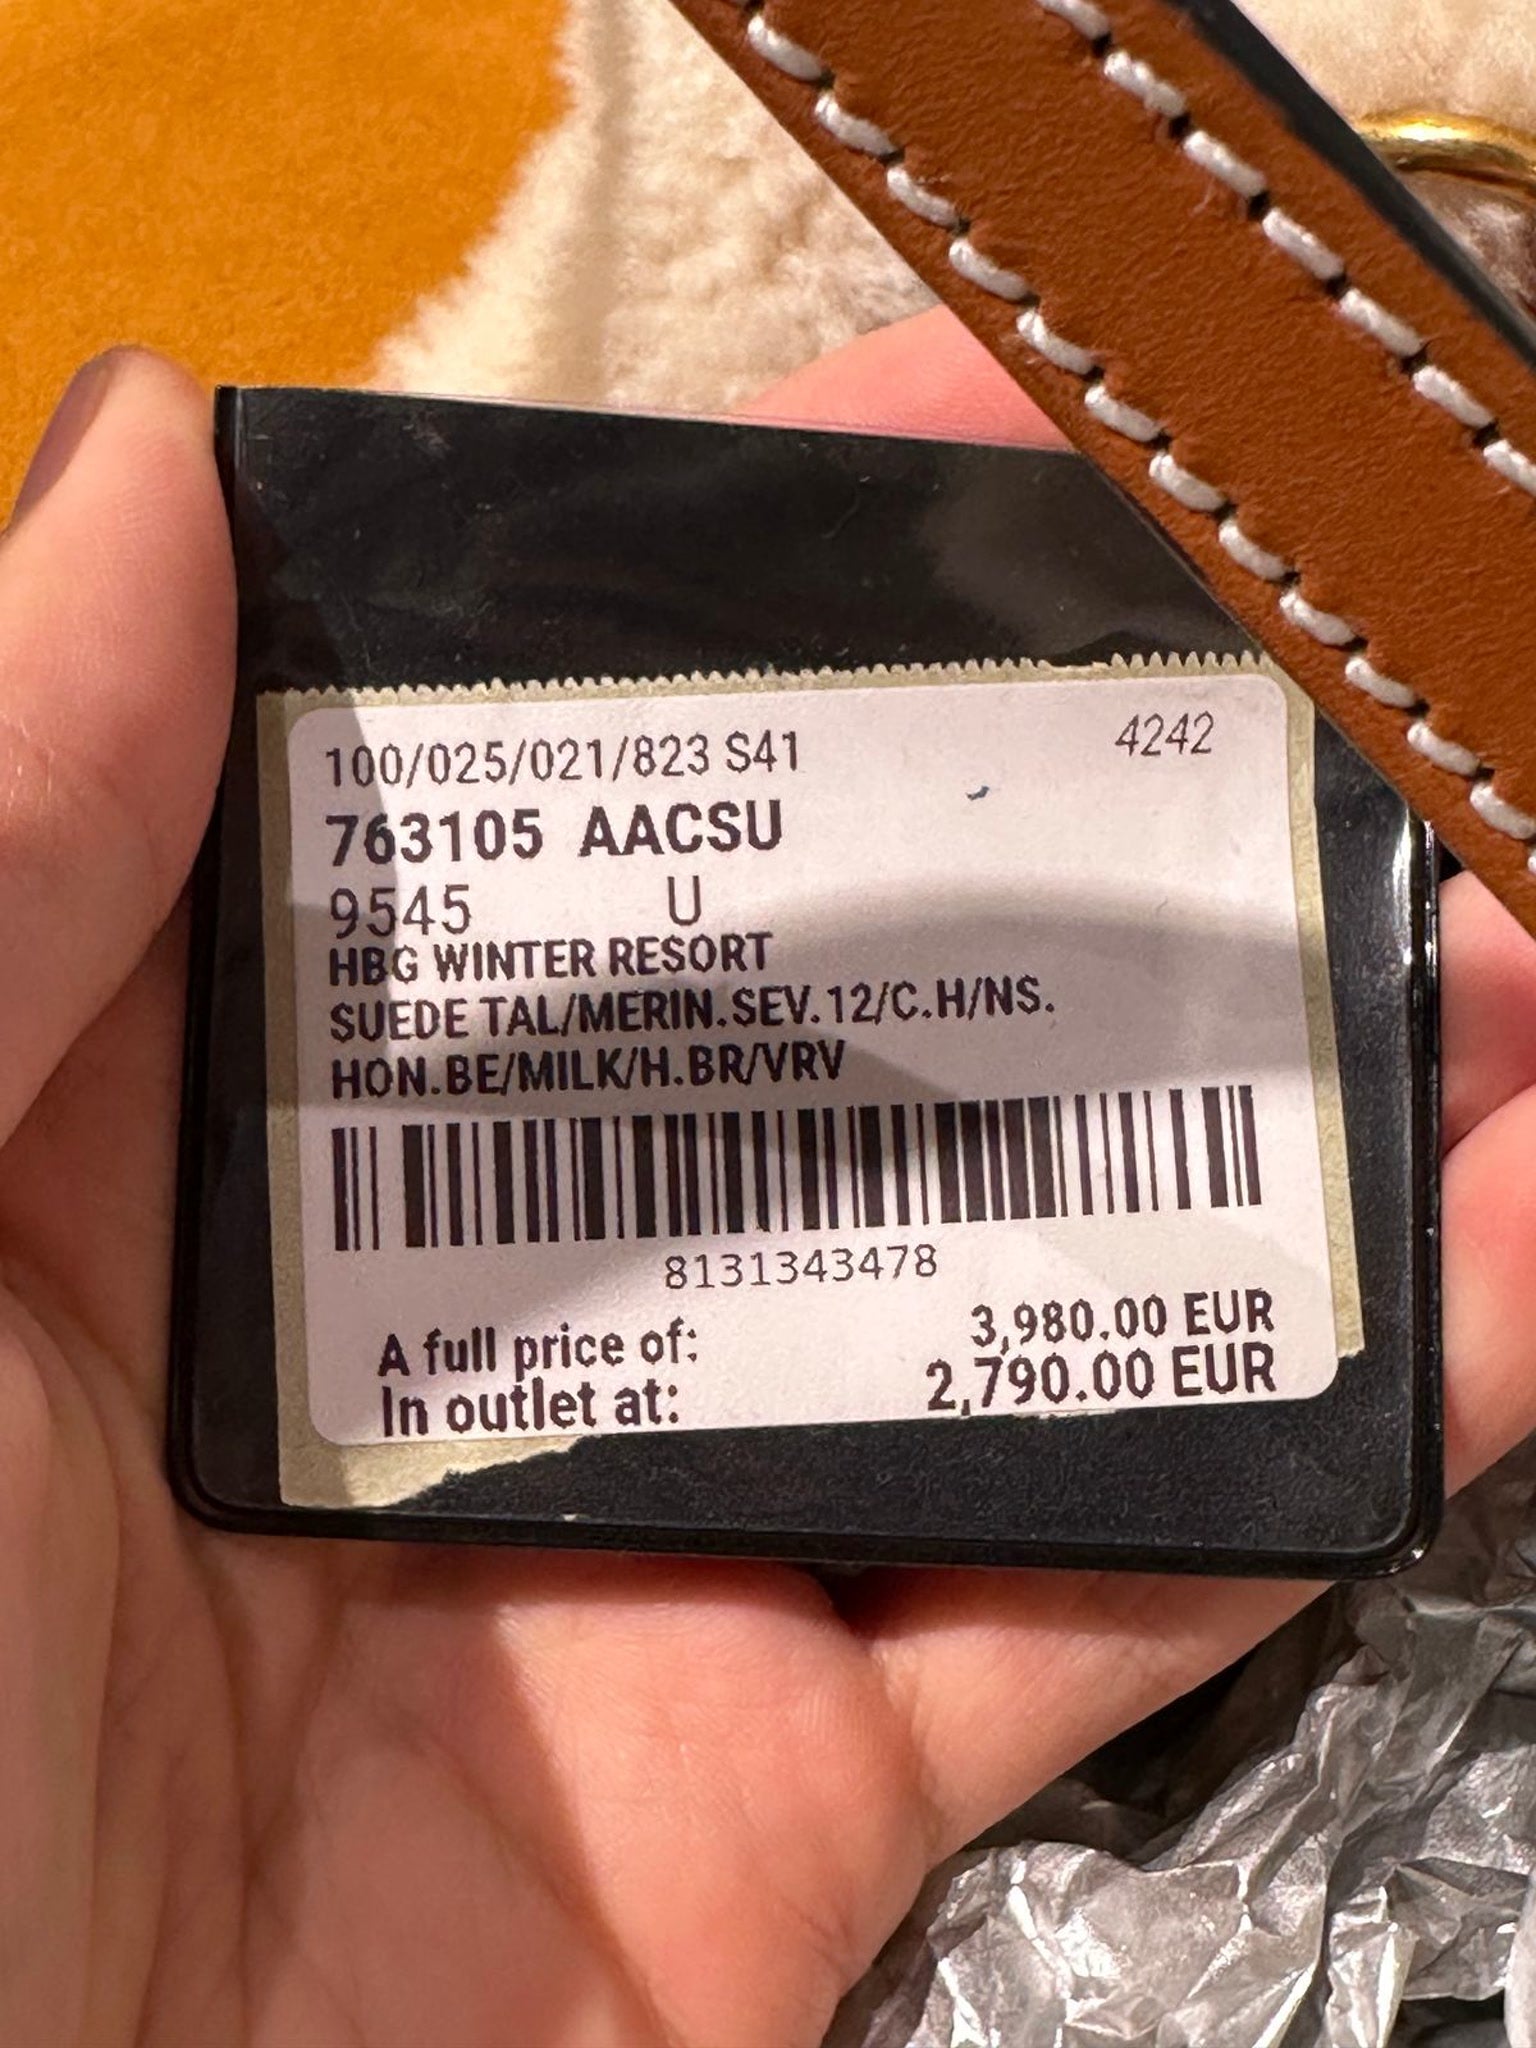 100/025/021/823 S41 4242
763105 AACSU
9545 U
HBG WINTER RESORT
SUEDE TAL/MERIN.SEV.12/C.H/NS.
HON.BE/MILK/H.BR/VRV
8131343478
A full price of: 3,980.00 EUR
In outlet at: 2,790.00 EUR